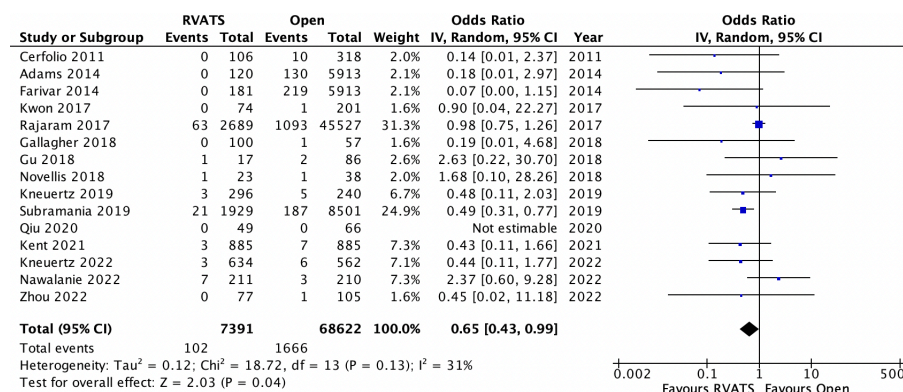 RVATS Open Odds Ratio Odds Ratio
Study or Subgroup Events Total Events Total Weight IV, Random, 95% CI Year IV, Random, 95% CI
Cerfolio 2011 0 106 10 318 2.0% 0.14 [0.01, 2.37] 2011
Adams 2014 0 120 130 5913 2.1% 0.18 [0.01, 2.97] 2014
Farivar 2014 0 181 219 5913 2.1% 0.07 [0.00, 1.15] 2014
Kwon 2017 0 74 1 201 1.6% 0.90 [0.04, 22.27] 2017
Rajaram 2017 63 2689 1093 45527 31.3% 0.98 [0.75, 1.26] 2017
Gallagher 2018 0 100 1 57 1.6% 0.19 [0.01, 4.68] 2018
Gu 2018 1 17 2 86 2.6% 2.63 [0.22, 30.70] 2018
Novellis 2018 1 23 1 38 2.1% 1.68 [0.10, 28.26] 2018
Kneuertz 2019 3 296 5 240 6.7% 0.48 [0.11, 2.03] 2019
Subramania 2019 21 1929 187 8501 24.9% 0.49 [0.31, 0.77] 2019
Qiu 2020 0 49 0 66 Not estimable 2020
Kent 2021 3 885 7 885 7.3% 0.43 [0.11, 1.66] 2021
Kneuertz 2022 3 634 6 562 7.3% 0.44 [0.11, 1.77] 2022
Nawalanie 2022 7 211 3 210 7.3% 2.37 [0.60, 9.28] 2022
Zhou 2022 0 77 1 105 1.6% 0.45 [0.02, 11.18] 2022
Total (95% CI) 7391 68622 100.0% 0.65 [0.43, 0.99]
Total events 102 1666
Heterogeneity: Tau² = 0.12; Chi² = 18.72, df = 13 (P = 0.13); I² = 31%
Test for overall effect: Z = 2.03 (P = 0.04)
0.002 0.1 1 10 500
Favours RVATS Favours Open